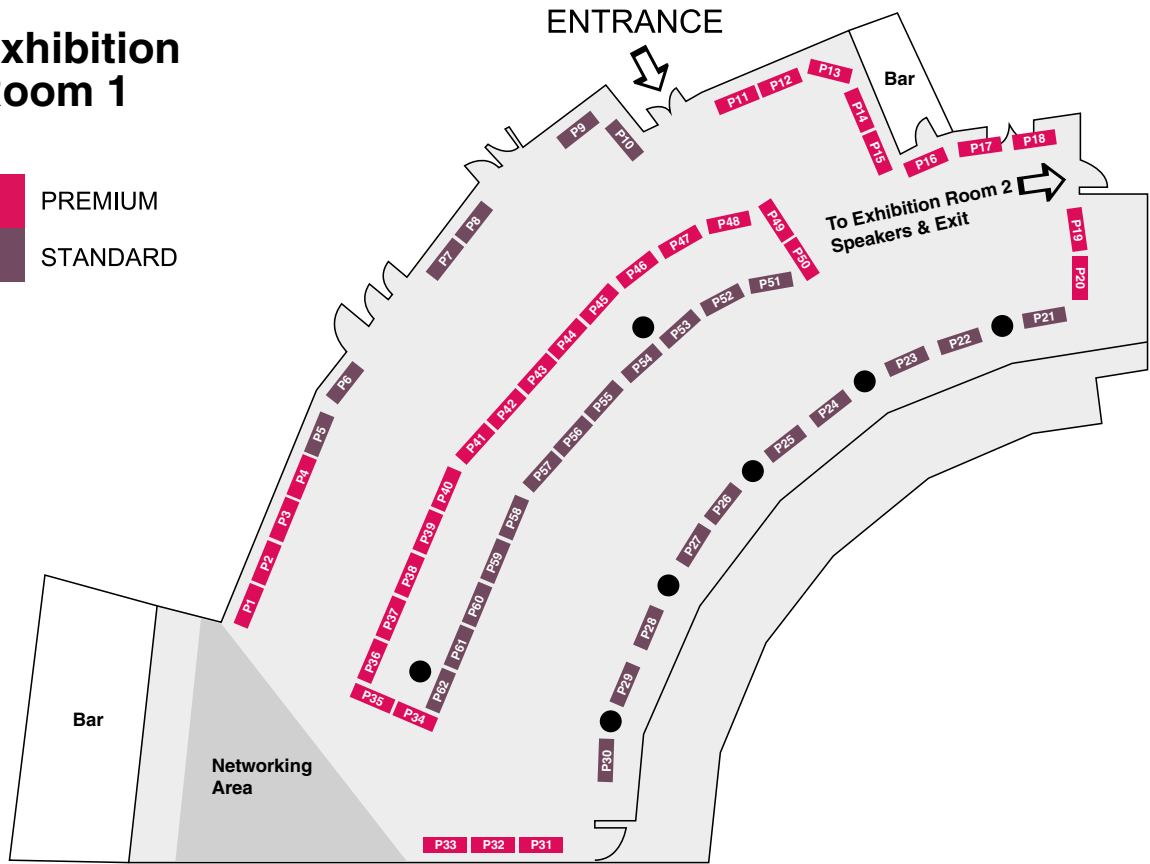 ENTRANCE
xhibition
oom 1
PREMIUM
STANDARD
Bar
To Exhibition Room 2
Speakers & Exit
Bar
Networking
Area
P1
P2
P3
P4
P5
P6
P7
P8
P9
P10
P11
P12
P13
P14
P15
P16
P17
P18
P19
P20
P21
P22
P23
P24
P25
P26
P27
P28
P29
P30
P31
P32
P33
P34
P35
P36
P37
P38
P39
P40
P41
P42
P43
P44
P45
P46
P47
P48
P49
P50
P51
P52
P53
P54
P55
P56
P57
P58
P59
P60
P61
P62